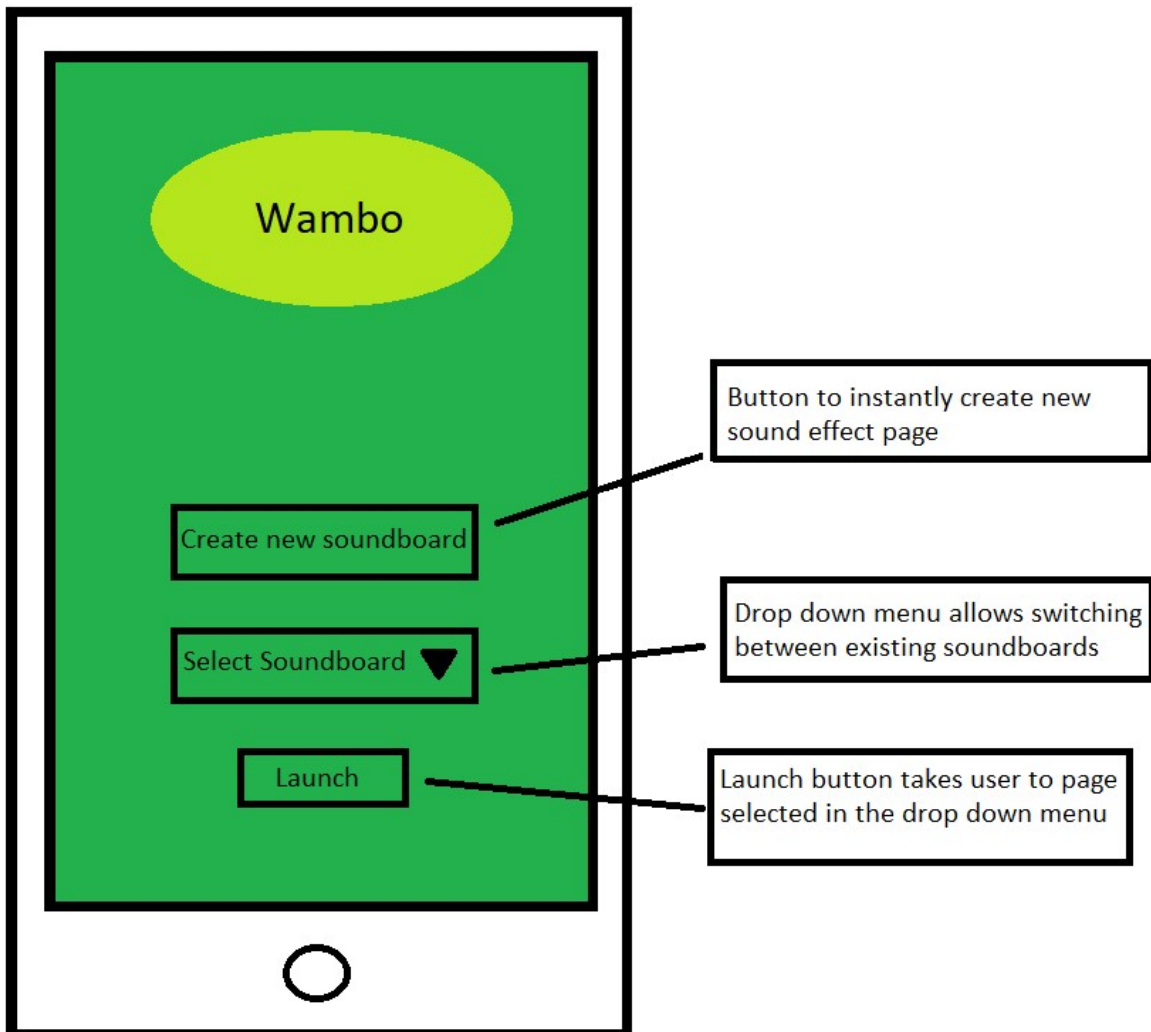 Wambo
Button to instantly create new
sound effect page
Create new soundboard
Drop down menu allows switching
between existing soundboards
Select Soundboard
Launch button takes user to page
selected in the drop down menu
Launch